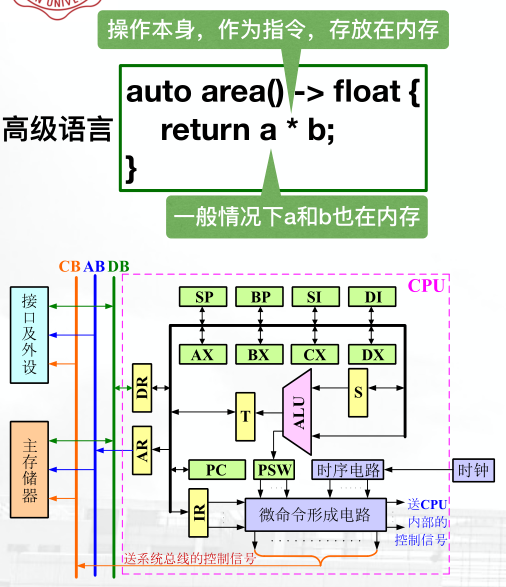 N UNIVE
操作本身，作为指令，存放在内存
高级语言
auto area() -> float {
return a * b;
}
一般情况下a和b也在内存
CB AB DB
CPU
接口及外设
主存储器
SP BP SI DI
AX BX CX DX
DR
AR
T
ALU
S
PC
PSW
时序电路
时钟
IR
微命令形成电路
送CPU
内部的
控制信号
送系统总线的控制信号